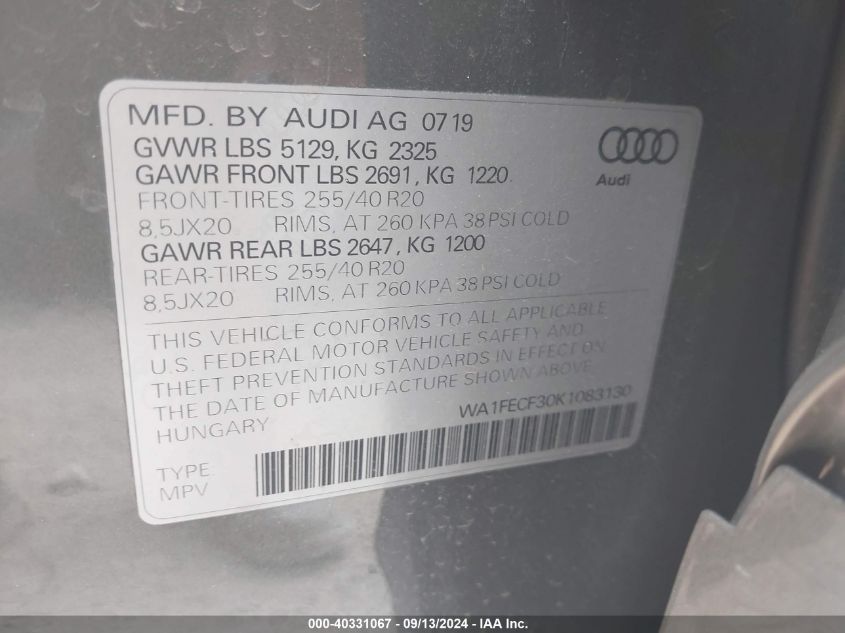 MFD. BY AUDI AG 07 19
GVWR LBS 5129, KG 2325
GAWR FRONT LBS 2691, KG 1220
FRONT-TIRES 255/40 R20
8,5JX20 RIMS, AT 260 KPA 38 PSI COLD
GAWR REAR LBS 2647, KG 1200
REAR-TIRES 255/40 R20
8,5JX20 RIMS, AT 260 KPA 38 PSI COLD
Audi
THIS VEHICLE CONFORMS TO ALL APPLICABLE
U.S. FEDERAL MOTOR VEHICLE SAFETY AND
THEFT PREVENTION STANDARDS IN EFFECT ON
THE DATE OF MANUFACTURE SHOWN ABOVE.
HUNGARY
WA1FECF30K1083130
TYPE
MPV
000-40331067 - 09/13/2024 - IAA Inc.